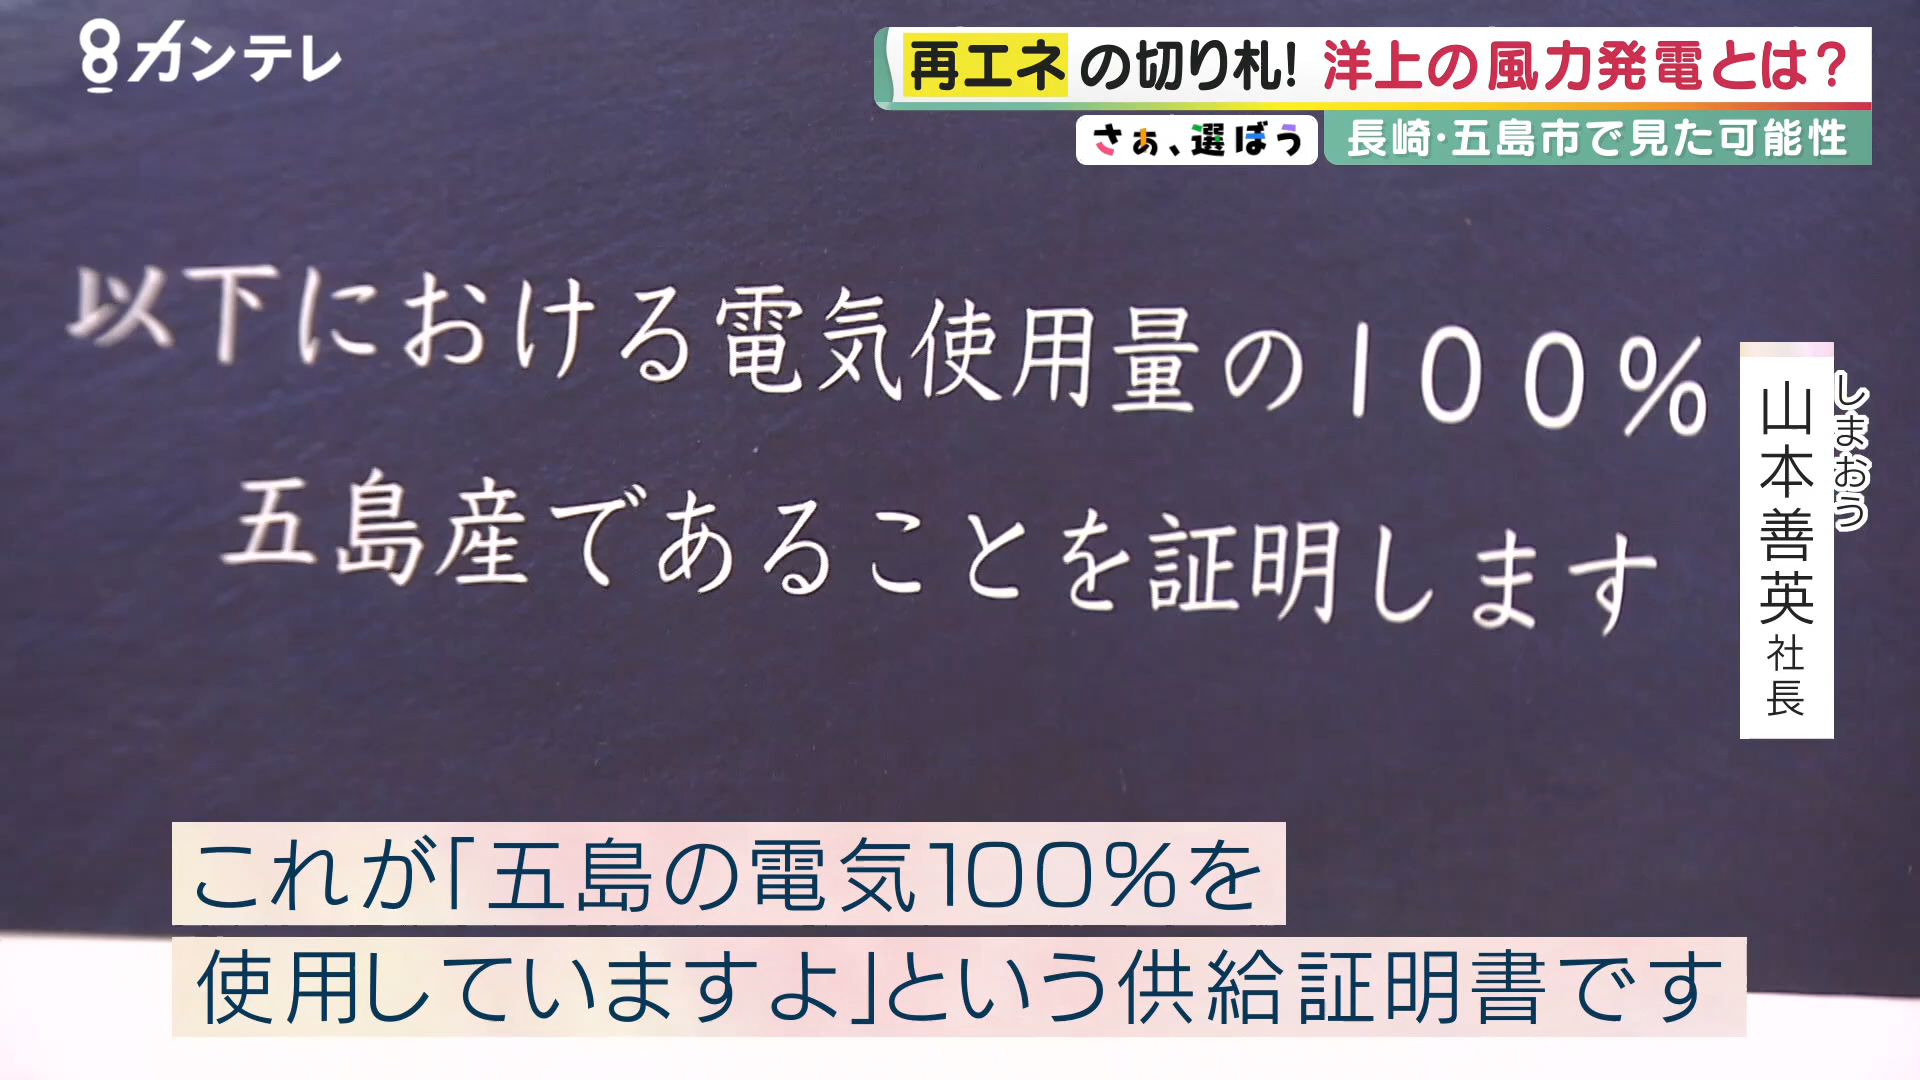 8カンテレ
再エネの切り札! 洋上の風力発電とは?
さぁ、選ぼう
長崎・五島市で見た可能性
以下における電気使用量の100%
五島産であることを証明します
しまおう
山本善英社長
これが「五島の電気100%を
使用していますよ」という供給証明書です